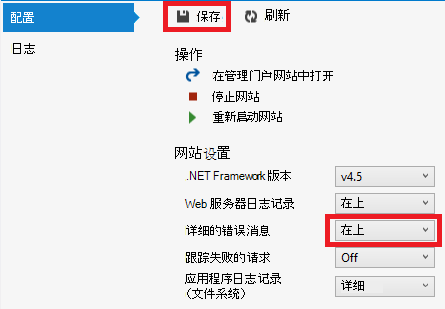 配置
保存
刷新
日志
操作
在管理门户网站中打开
停止网站
重新启动网站
网站设置
.NET Framework 版本
v4.5
Web 服务器日志记录
在上
详细的错误消息
在上
跟踪失败的请求
Off
应用程序日志记录
（文件系统）
详细